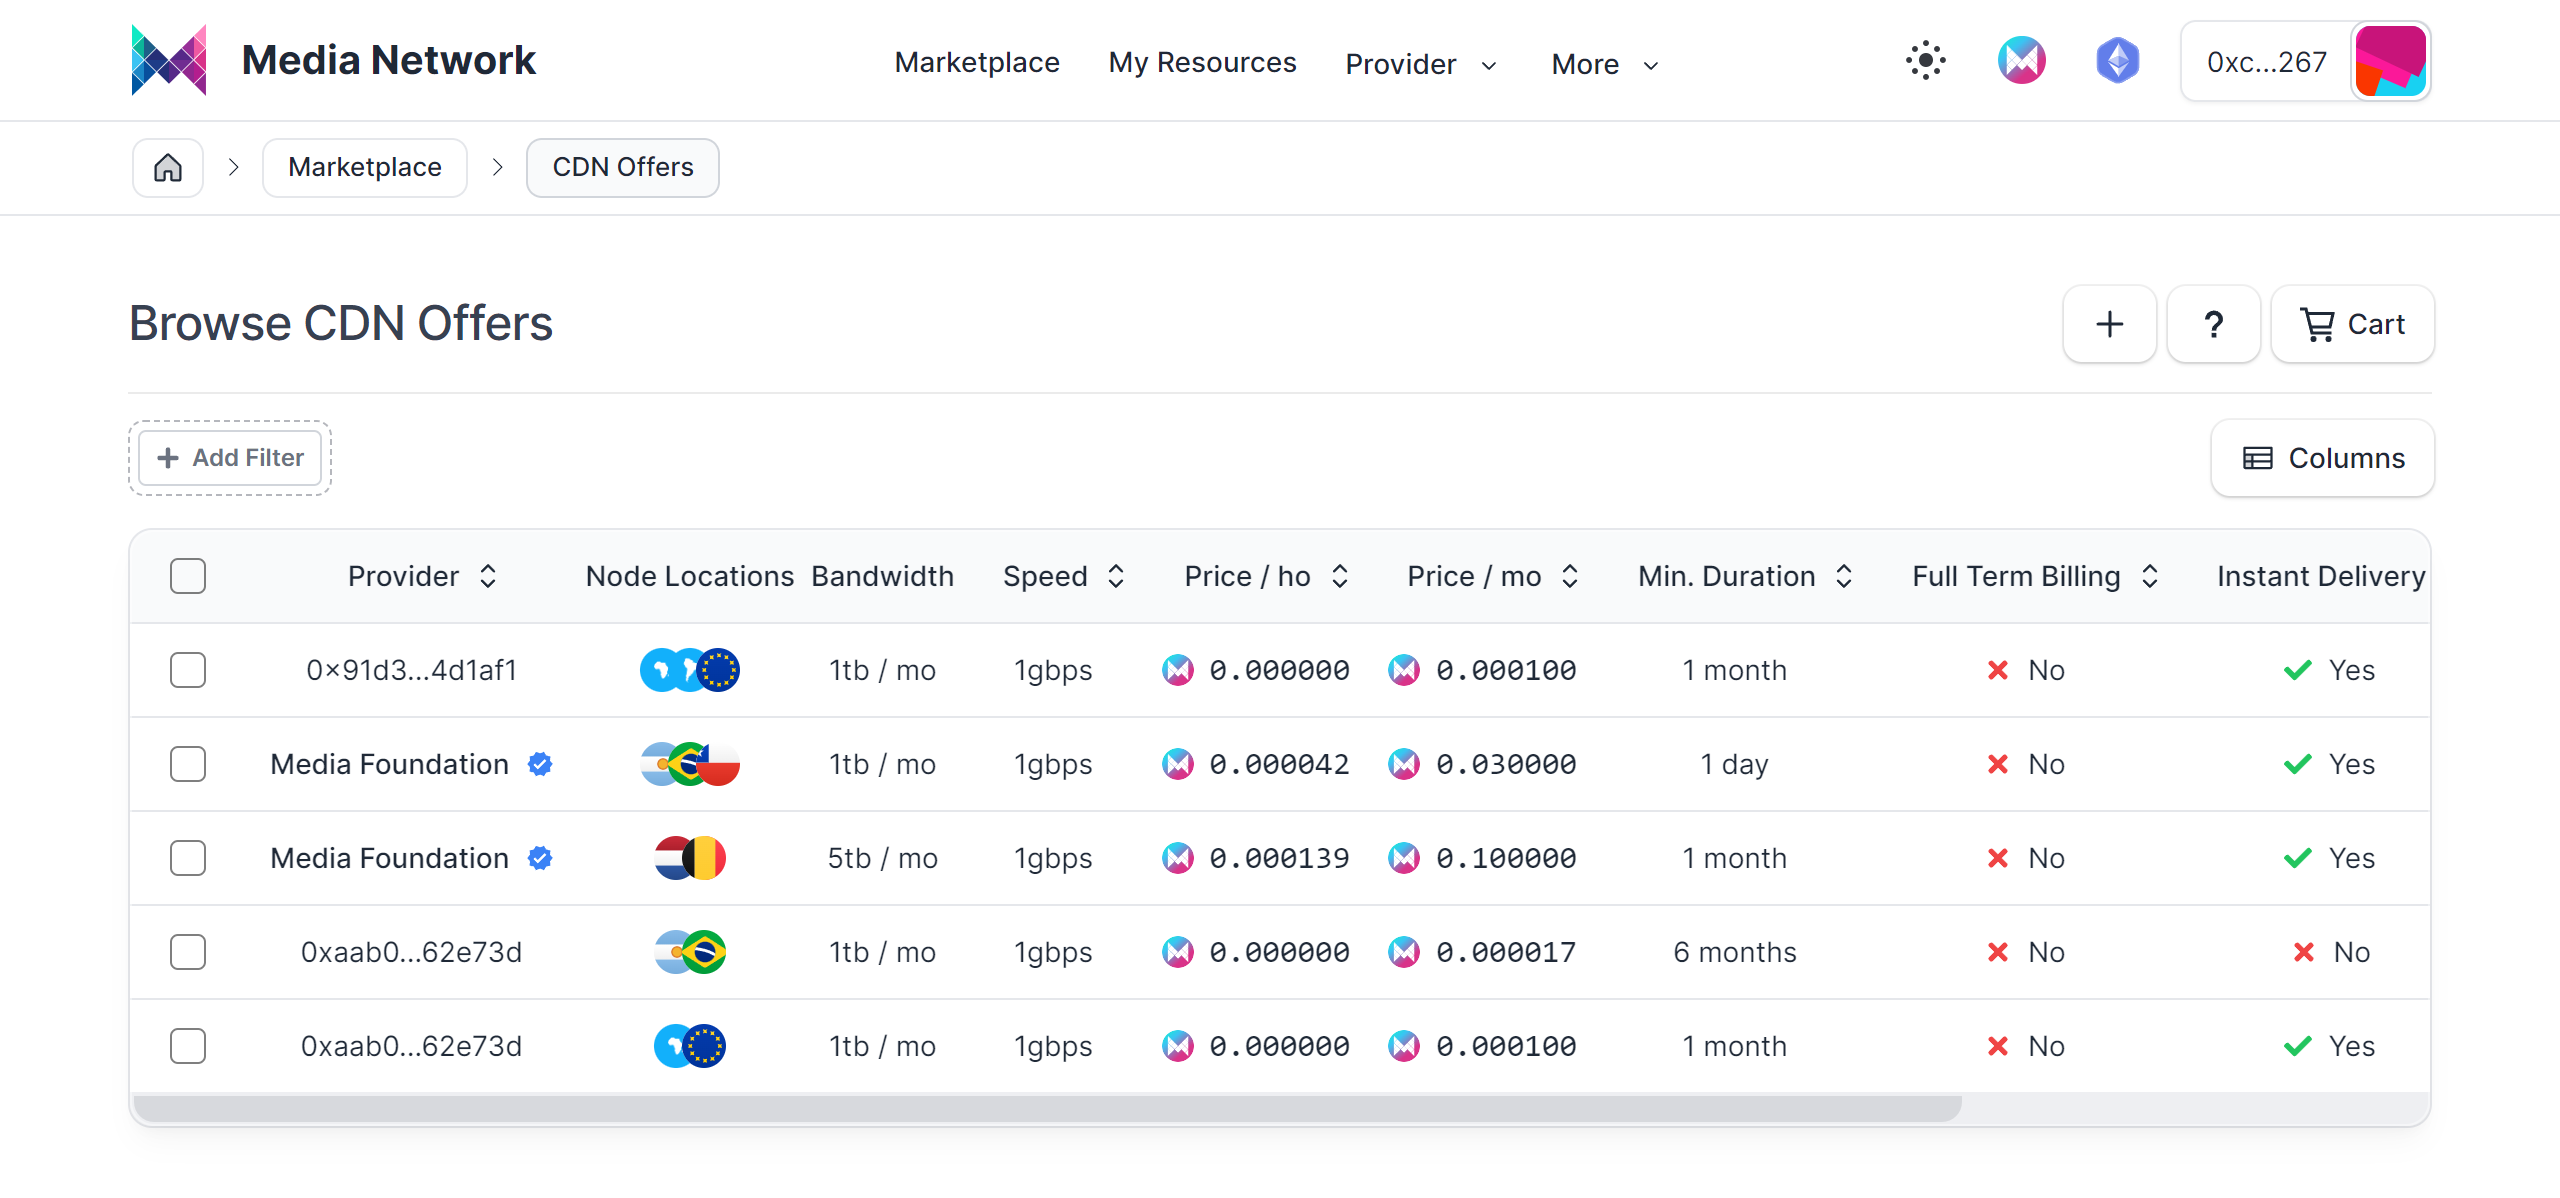 Media Network
Marketplace My Resources Provider More
0xc...267
Marketplace CDN Offers
Browse CDN Offers
+ ? Cart
+ Add Filter
Columns
Provider Node Locations Bandwidth Speed Price / ho Price / mo Min. Duration Full Term Billing Instant Delivery
0×91d3...4d1af1 1tb / mo 1gbps 0.000000 0.000100 1 month No Yes
Media Foundation 1tb / mo 1gbps 0.000042 0.030000 1 day No Yes
Media Foundation 5tb / mo 1gbps 0.000139 0.100000 1 month No Yes
0xaab0...62e73d 1tb / mo 1gbps 0.000000 0.000017 6 months No No
0xaab0...62e73d 1tb / mo 1gbps 0.000000 0.000100 1 month No Yes